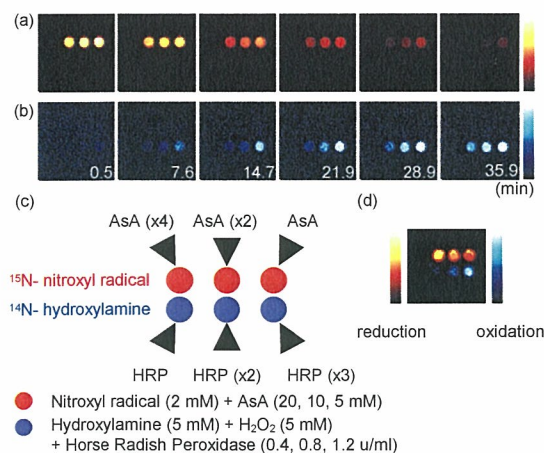 (a)
(b)
0.5 7.6 14.7 21.9 28.9 35.9
(min)
(c)
(d)
AsA (x4) AsA (x2) AsA
¹⁵N- nitroxyl radical
¹⁴N- hydroxylamine
HRP HRP (x2) HRP (x3)
reduction oxidation
Nitroxyl radical (2 mM) + AsA (20, 10, 5 mM)
Hydroxylamine (5 mM) + H₂O₂ (5 mM)
+ Horse Radish Peroxidase (0.4, 0.8, 1.2 u/ml)